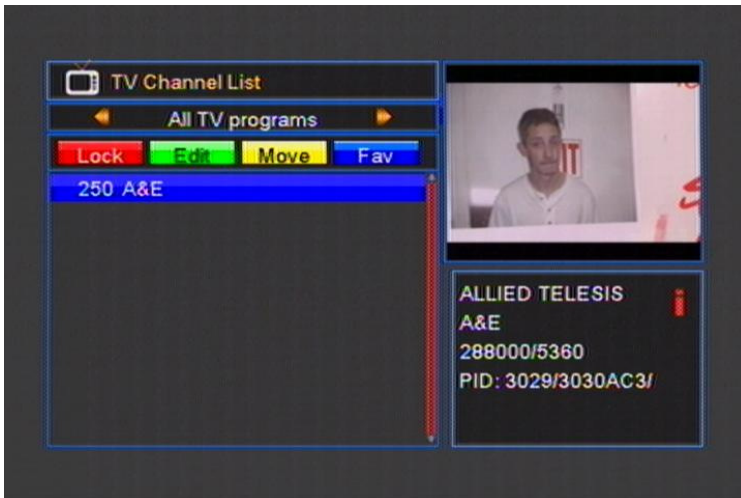 TV Channel List
All TV programs
Lock Edit Move Fav
250 A&E
ALLIED TELESIS
A&E
288000/5360
PID: 3029/3030AC3/